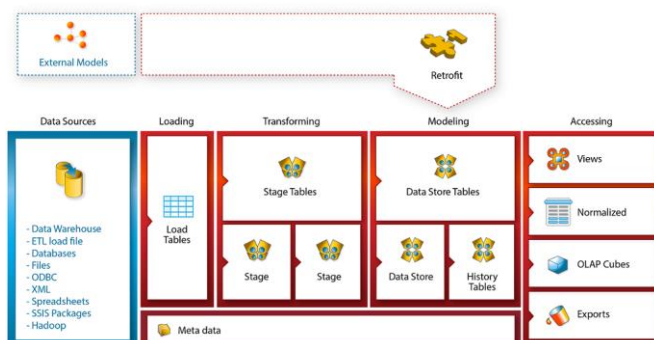 External Models
Retrofit
Data Sources
Loading
Transforming
Modeling
Accessing
- Data Warehouse
- ETL load file
- Databases
- Files
- ODBC
- XML
- Spreadsheets
- SSIS Packages
- Hadoop
Load
Tables
Stage Tables
Stage
Stage
Data Store Tables
Data Store
History
Tables
Views
Normalized
OLAP Cubes
Exports
Meta data